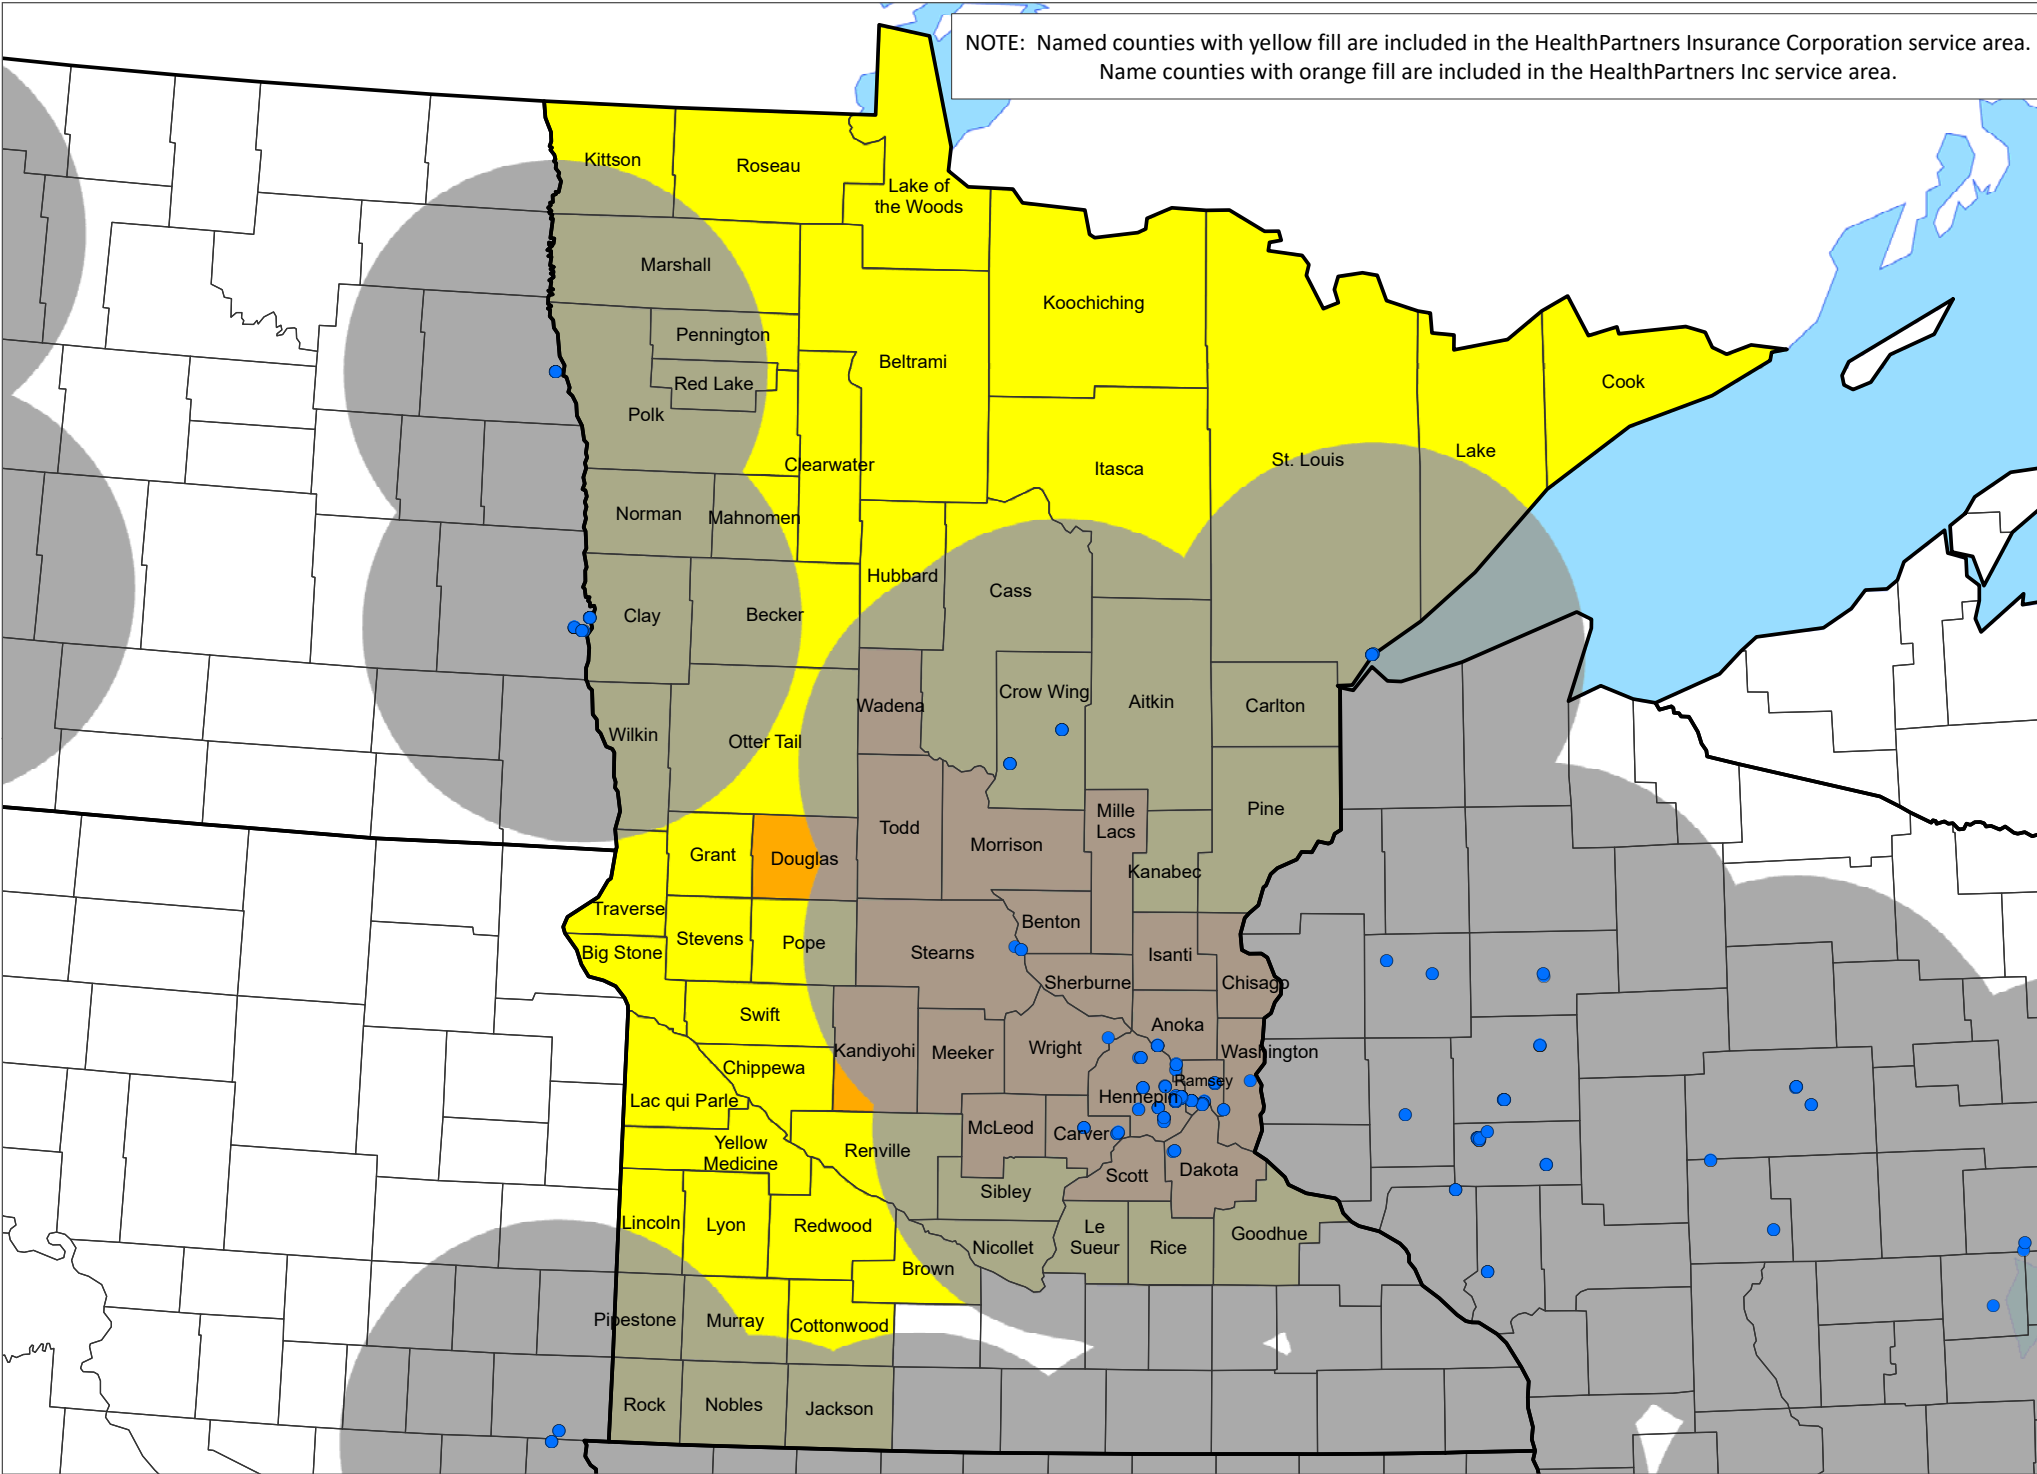 NOTE: Named counties with yellow fill are included in the HealthPartners Insurance Corporation service area.
Name counties with orange fill are included in the HealthPartners Inc service area.
Kittson
Roseau
Lake of
the Woods
Marshall
Koochiching
Pennington
Beltrami
Red Lake
Cook
Polk
Lake
St. Louis
Clearwater
Itasca
Norman
Mahnomen
Hubbard
Cass
Clay
Becker
Crow Wing
Aitkin
Carlton
Wadena
Wilkin
Otter Tail
Pine
Mille
Lacs
Todd
Morrison
Grant
Douglas
Kanabec
Traverse
Benton
Stevens
Pope
Big Stone
Stearns
Isanti
Sherburne
Chisago
Swift
Anoka
Kandiyohi
Meeker
Wright
Washington
Chippewa
Ramsey
Hennepin
Lac qui Parle
McLeod
Carver
Yellow
Medicine
Renville
Scott
Dakota
Sibley
Lincoln
Lyon
Redwood
Le
Sueur
Rice
Goodhue
Nicollet
Brown
Pipestone
Murray
Cottonwood
Rock
Nobles
Jackson